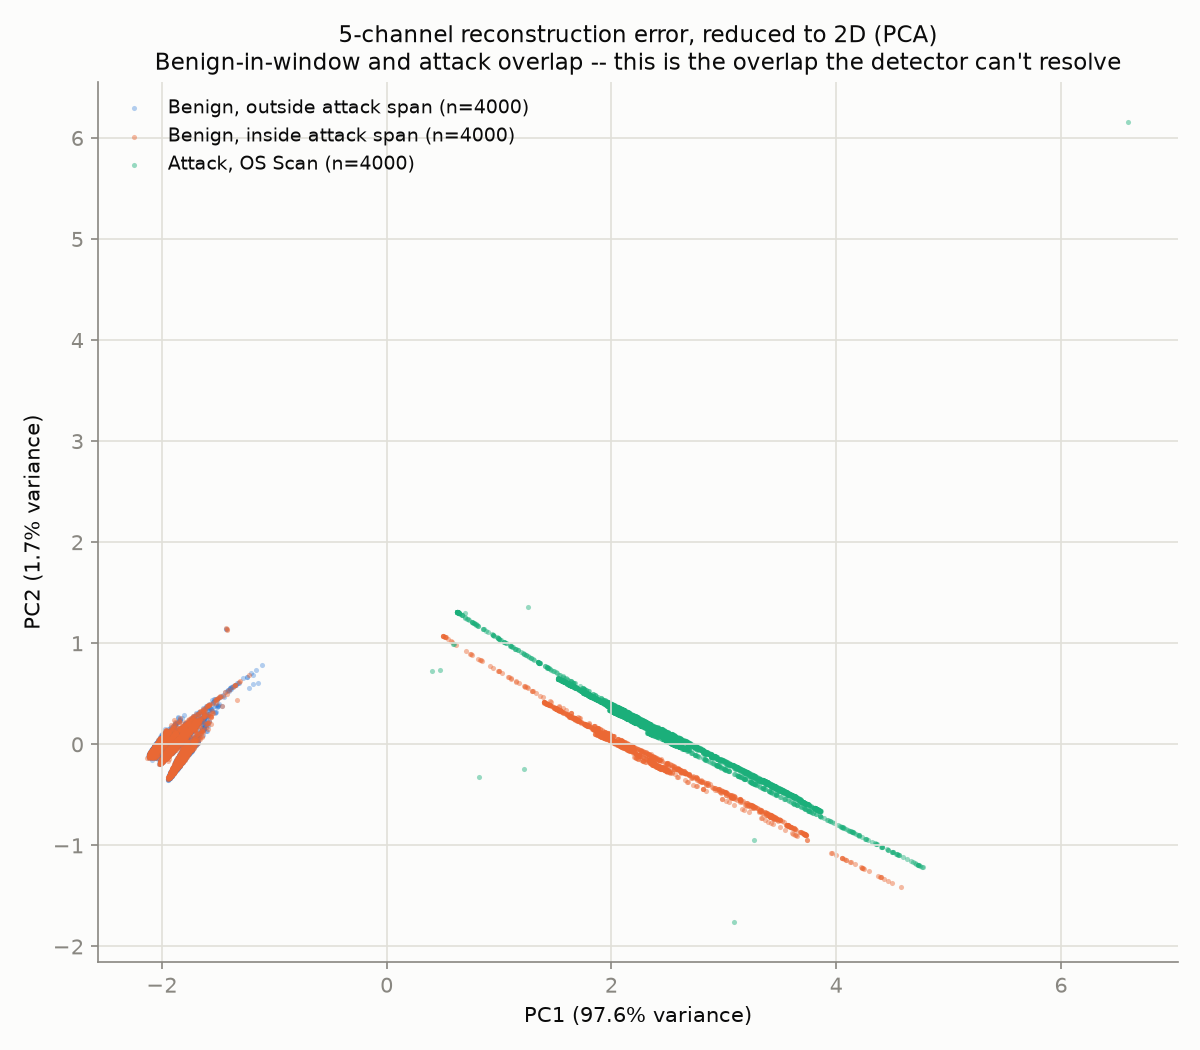 5-channel reconstruction error, reduced to 2D (PCA)
Benign-in-window and attack overlap -- this is the overlap the detector can't resolve
Benign, outside attack span (n=4000)
Benign, inside attack span (n=4000)
Attack, OS Scan (n=4000)
6
5
4
3
2
1
0
−1
−2
PC2 (1.7% variance)
−2
0
2
4
6
PC1 (97.6% variance)